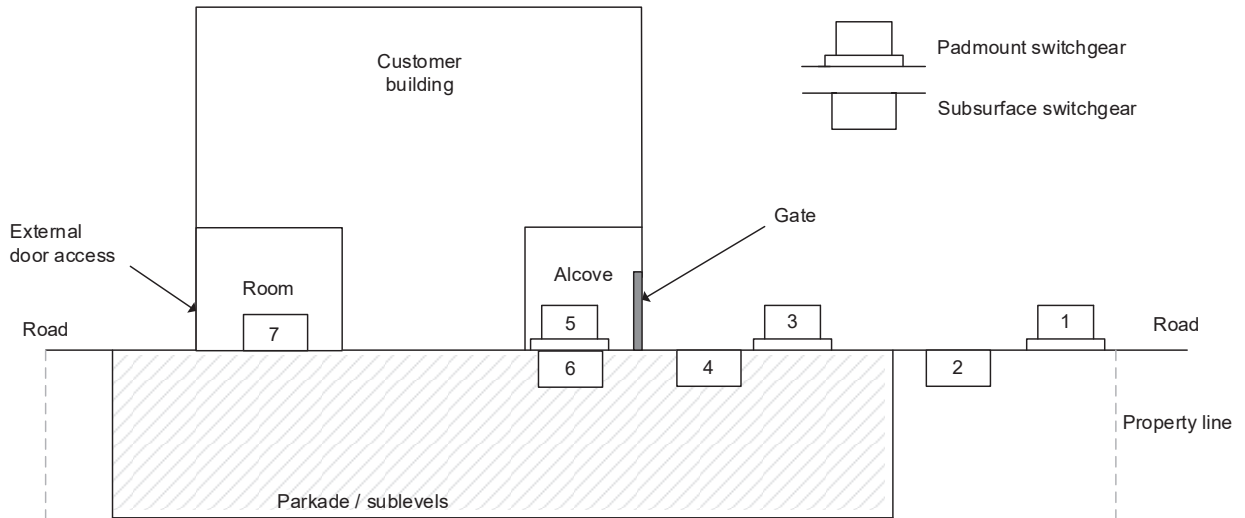 Customer
building
Padmount switchgear
Subsurface switchgear
External
door access
Gate
Room
Alcove
Road
7
5
6
4
3
2
1
Road
Property line
Parkade / sublevels